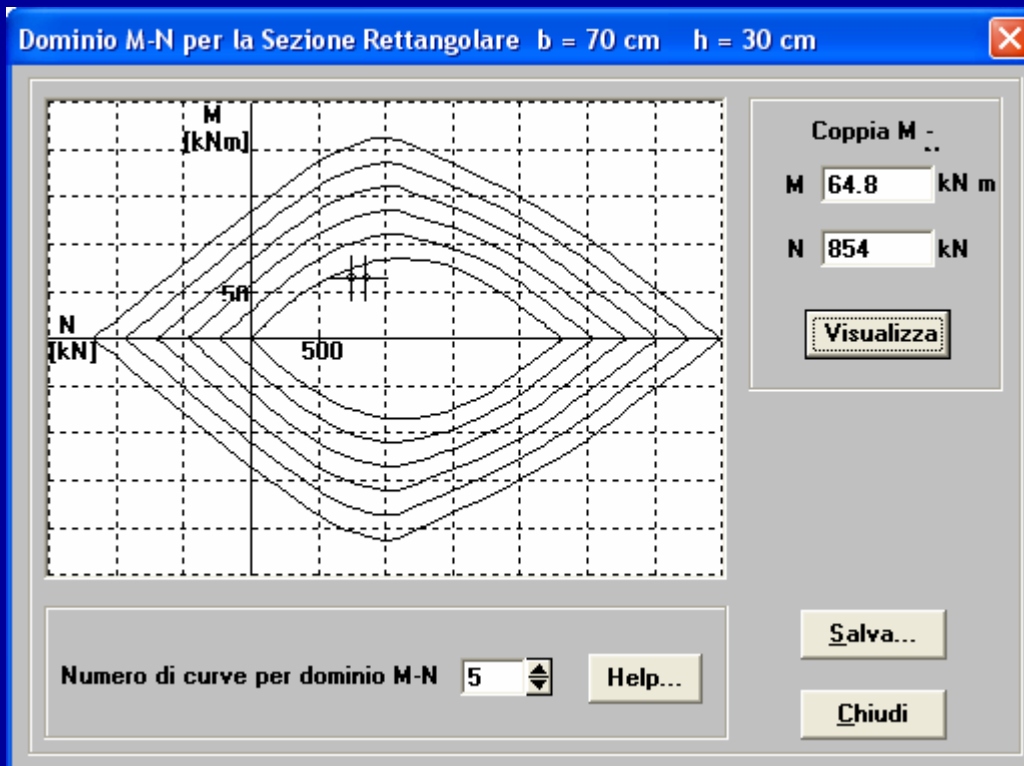 Dominio M-N per la Sezione Rettangolare b = 70 cm h = 30 cm
M
[kNm]
50
N
[kN]
500
Coppia M -
M 64.8 kN m
N 854 kN
Visualizza
Numero di curve per dominio M-N 5
Help...
Salva...
Chiudi